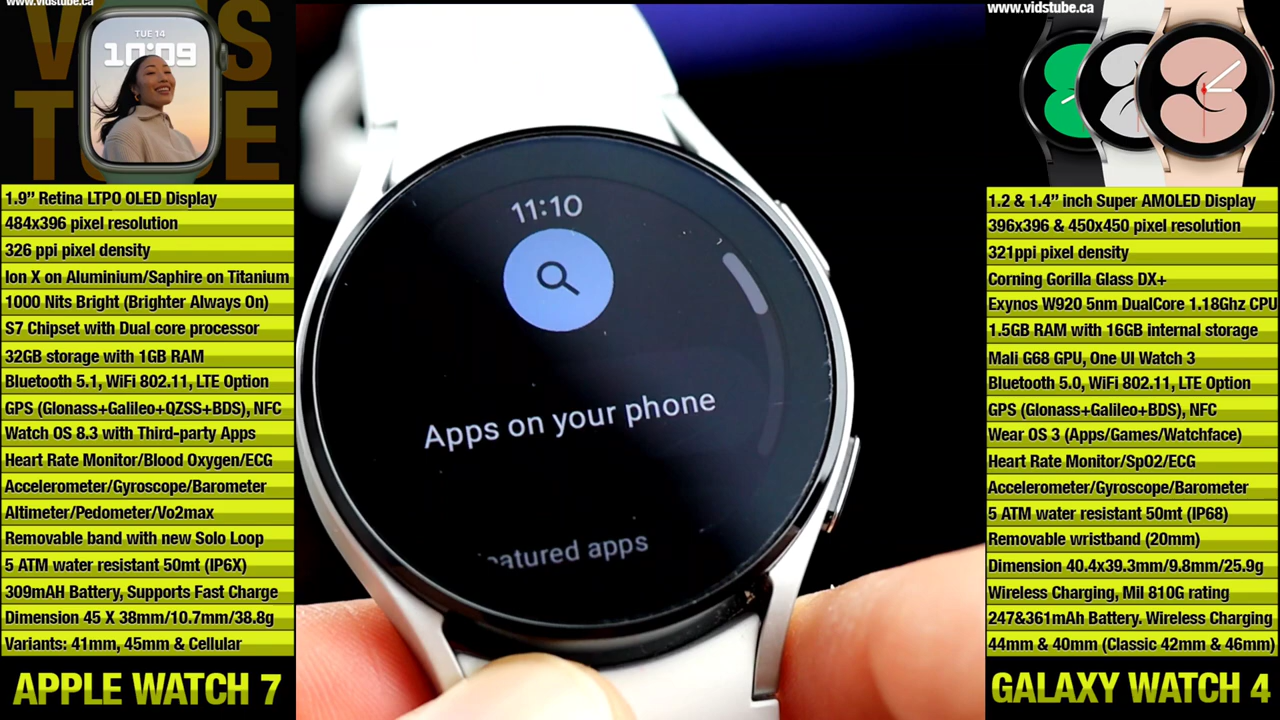 www.vidstube.ca
VIDS
TUBE
TUE 14
10:09
1.9” Retina LTPO OLED Display
484x396 pixel resolution
326 ppi pixel density
Ion X on Aluminium/Saphire on Titanium
1000 Nits Bright (Brighter Always On)
S7 Chipset with Dual core processor
32GB storage with 1GB RAM
Bluetooth 5.1, WiFi 802.11, LTE Option
GPS (Glonass+Galileo+QZSS+BDS), NFC
Watch OS 8.3 with Third-party Apps
Heart Rate Monitor/Blood Oxygen/ECG
Accelerometer/Gyroscope/Barometer
Altimeter/Pedometer/Vo2max
Removable band with new Solo Loop
5 ATM water resistant 50mt (IP6X)
309mAH Battery, Supports Fast Charge
Dimension 45 X 38mm/10.7mm/38.8g
Variants: 41mm, 45mm & Cellular
APPLE WATCH 7
11:10
Apps on your phone
eatured apps
www.vidstube.ca
1.2 & 1.4” inch Super AMOLED Display
396x396 & 450x450 pixel resolution
321ppi pixel density
Corning Gorilla Glass DX+
Exynos W920 5nm DualCore 1.18Ghz CPU
1.5GB RAM with 16GB internal storage
Mali G68 GPU, One UI Watch 3
Bluetooth 5.0, WiFi 802.11, LTE Option
GPS (Glonass+Galileo+BDS), NFC
Wear OS 3 (Apps/Games/Watchface)
Heart Rate Monitor/SpO2/ECG
Accelerometer/Gyroscope/Barometer
5 ATM water resistant 50mt (IP68)
Removable wristband (20mm)
Dimension 40.4x39.3mm/9.8mm/25.9g
Wireless Charging, Mil 810G rating
247&361mAh Battery. Wireless Charging
44mm & 40mm (Classic 42mm & 46mm)
GALAXY WATCH 4